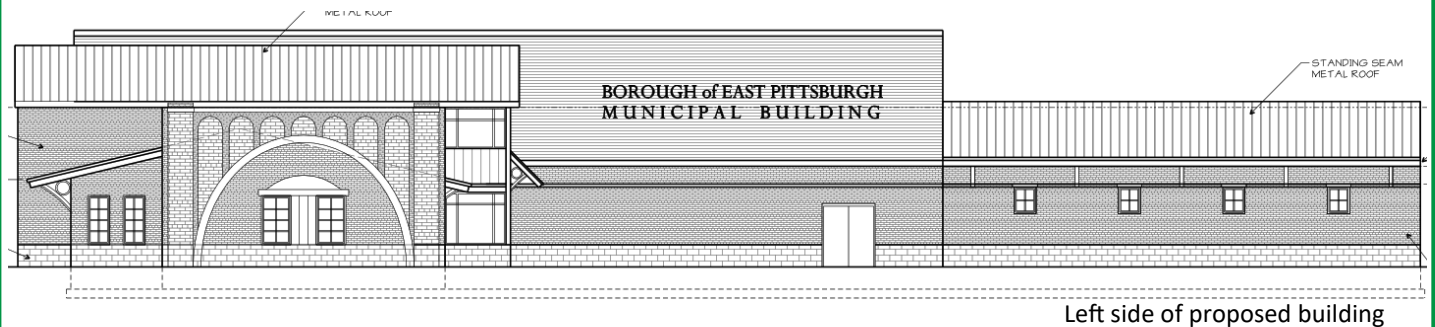 METAL ROOF
STANDING SEAM
METAL ROOF
BOROUGH of EAST PITTSBURGH
MUNICIPAL BUILDING
Left side of proposed building